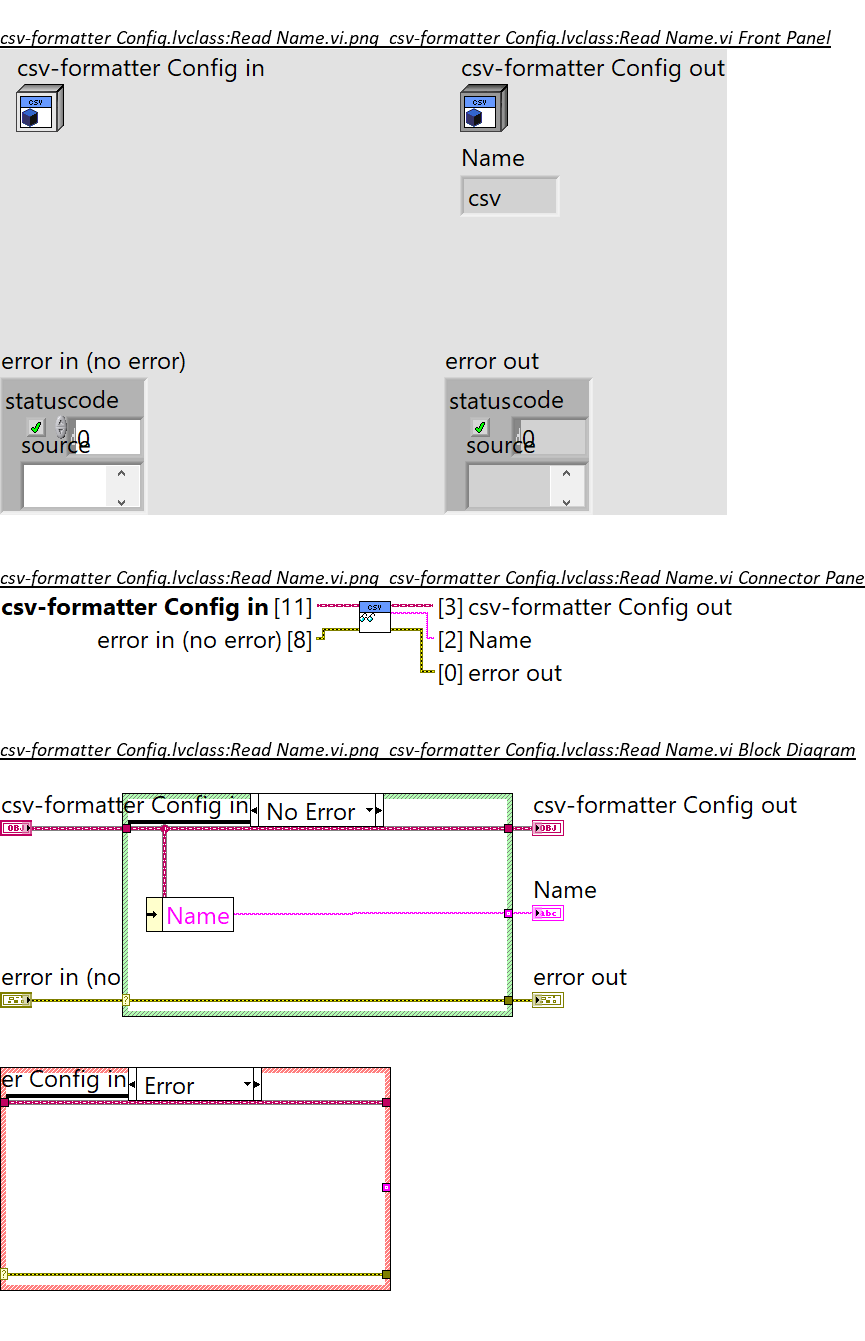 csv-formatter Config.lvclass:Read Name.vi.png  csv-formatter Config.lvclass:Read Name.vi Front Panel
csv-formatter Config in
csv-formatter Config out
csv
csv
Name
csv
error in (no error)
error out
status code
status code
0
0
source
source
csv-formatter Config.lvclass:Read Name.vi.png  csv-formatter Config.lvclass:Read Name.vi Connector Pane
csv-formatter Config in [11]
csv
[3] csv-formatter Config out
error in (no error) [8]
[2] Name
[0] error out
csv-formatter Config.lvclass:Read Name.vi.png  csv-formatter Config.lvclass:Read Name.vi Block Diagram
csv-formatter Config in
No Error
csv-formatter Config out
OBJ
OBJ
Name
Name
Abc
error in (no
error out
?
er Config in
Error
?